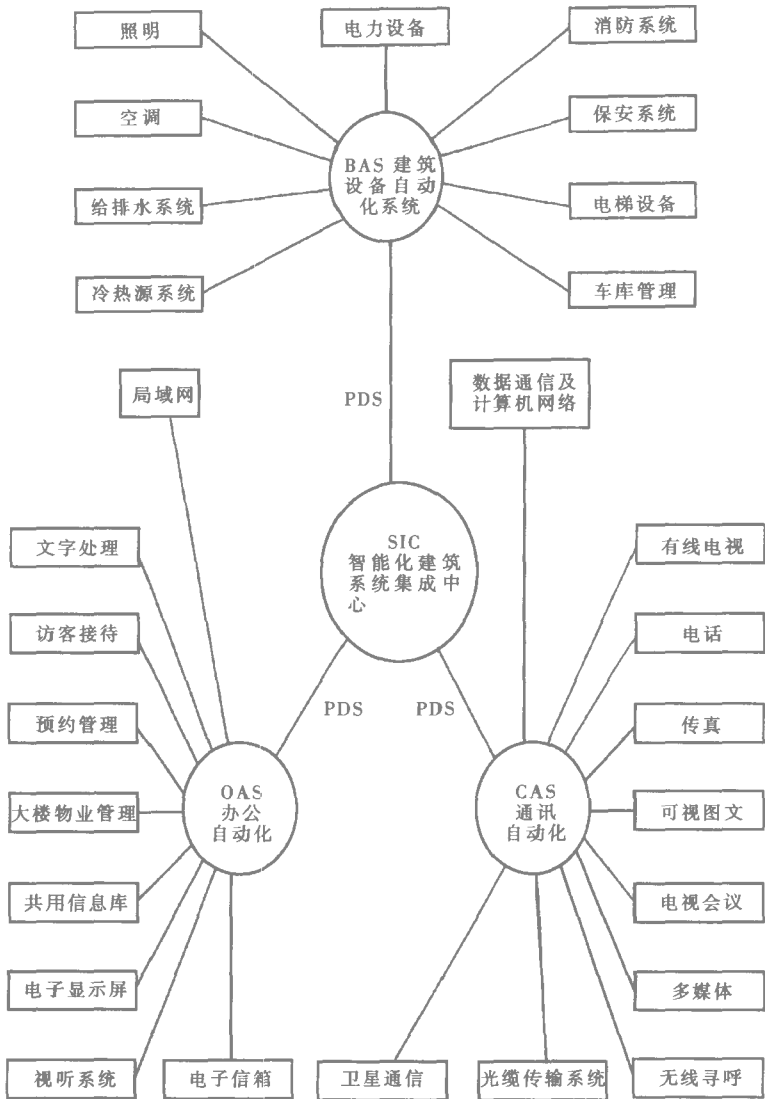 照明
电力设备
消防系统
空调
保安系统
BAS 建筑
设备自动
化系统
给排水系统
电梯设备
冷热源系统
车库管理
局域网
PDS
数据通信及
计算机网络
SIC
智能化建筑
系统集成中
心
文字处理
有线电视
访客接待
电话
PDS
PDS
预约管理
传真
OAS
办公
自动化
CAS
通讯
自动化
大楼物业管理
可视图文
共用信息库
电视会议
电子显示屏
多媒体
视听系统
电子信箱
卫星通信
光缆传输系统
无线寻呼